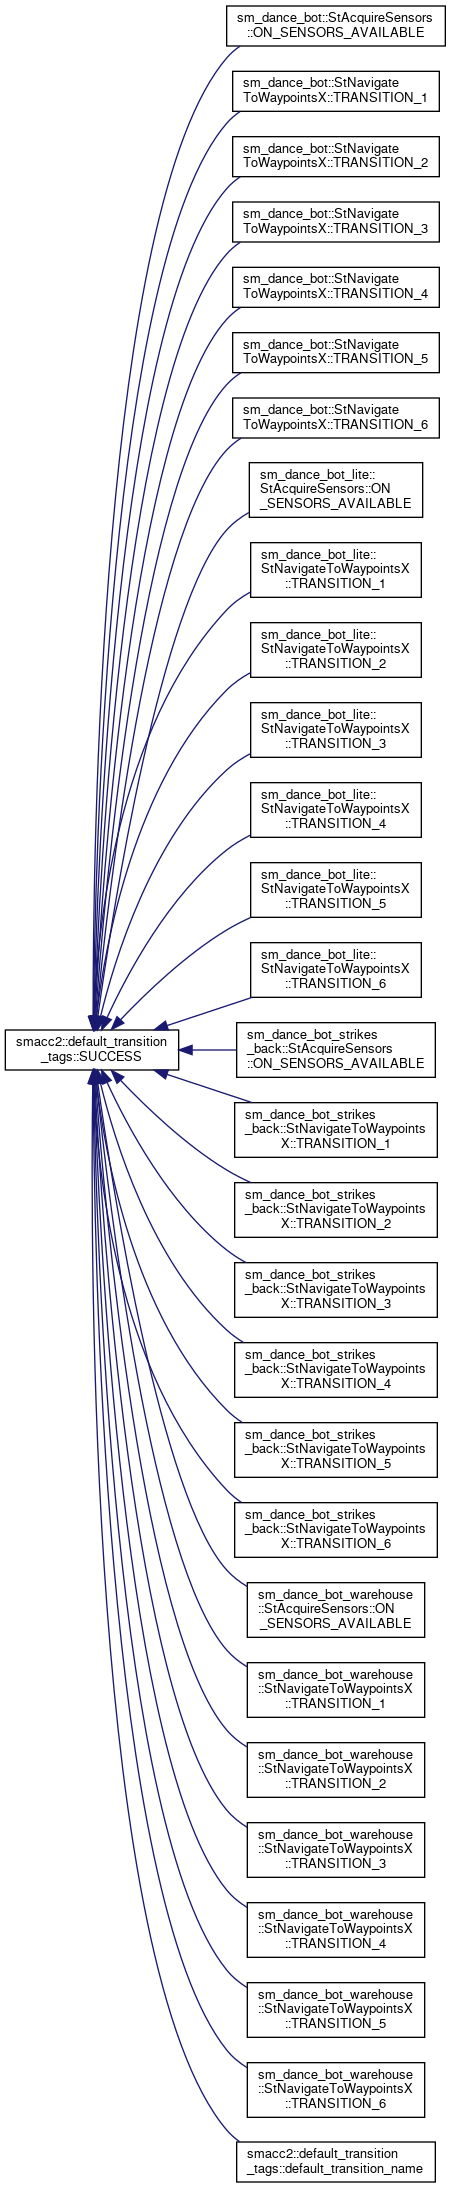 sm_dance_bot::StAcquireSensors
::ON_SENSORS_AVAILABLE
sm_dance_bot::StNavigate
ToWaypointsX::TRANSITION_1
sm_dance_bot::StNavigate
ToWaypointsX::TRANSITION_2
sm_dance_bot::StNavigate
ToWaypointsX::TRANSITION_3
sm_dance_bot::StNavigate
ToWaypointsX::TRANSITION_4
sm_dance_bot::StNavigate
ToWaypointsX::TRANSITION_5
sm_dance_bot::StNavigate
ToWaypointsX::TRANSITION_6
sm_dance_bot_lite::
StAcquireSensors::ON
_SENSORS_AVAILABLE
sm_dance_bot_lite::
StNavigateToWaypointsX
::TRANSITION_1
sm_dance_bot_lite::
StNavigateToWaypointsX
::TRANSITION_2
sm_dance_bot_lite::
StNavigateToWaypointsX
::TRANSITION_3
sm_dance_bot_lite::
StNavigateToWaypointsX
::TRANSITION_4
sm_dance_bot_lite::
StNavigateToWaypointsX
::TRANSITION_5
sm_dance_bot_lite::
StNavigateToWaypointsX
::TRANSITION_6
smacc2::default_transition
_tags::SUCCESS
sm_dance_bot_strikes
_back::StAcquireSensors
::ON_SENSORS_AVAILABLE
sm_dance_bot_strikes
_back::StNavigateToWaypoints
X::TRANSITION_1
sm_dance_bot_strikes
_back::StNavigateToWaypoints
X::TRANSITION_2
sm_dance_bot_strikes
_back::StNavigateToWaypoints
X::TRANSITION_3
sm_dance_bot_strikes
_back::StNavigateToWaypoints
X::TRANSITION_4
sm_dance_bot_strikes
_back::StNavigateToWaypoints
X::TRANSITION_5
sm_dance_bot_strikes
_back::StNavigateToWaypoints
X::TRANSITION_6
sm_dance_bot_warehouse
::StAcquireSensors::ON
_SENSORS_AVAILABLE
sm_dance_bot_warehouse
::StNavigateToWaypointsX
::TRANSITION_1
sm_dance_bot_warehouse
::StNavigateToWaypointsX
::TRANSITION_2
sm_dance_bot_warehouse
::StNavigateToWaypointsX
::TRANSITION_3
sm_dance_bot_warehouse
::StNavigateToWaypointsX
::TRANSITION_4
sm_dance_bot_warehouse
::StNavigateToWaypointsX
::TRANSITION_5
sm_dance_bot_warehouse
::StNavigateToWaypointsX
::TRANSITION_6
smacc2::default_transition
_tags::default_transition_name